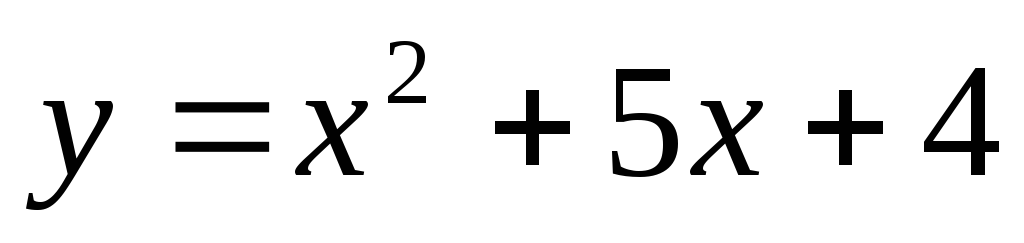 y = x² + 5x + 4